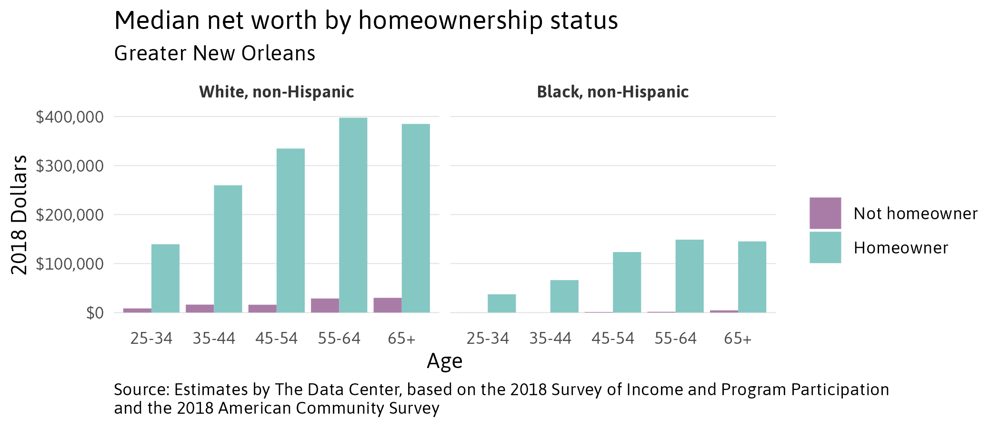 Median net worth by homeownership status
Greater New Orleans
White, non-Hispanic
Black, non-Hispanic
2018 Dollars
$400,000
$300,000
$200,000
$100,000
$0
25-34 35-44 45-54 55-64 65+
25-34 35-44 45-54 55-64 65+
Age
Not homeowner
Homeowner
Source: Estimates by The Data Center, based on the 2018 Survey of Income and Program Participation
and the 2018 American Community Survey